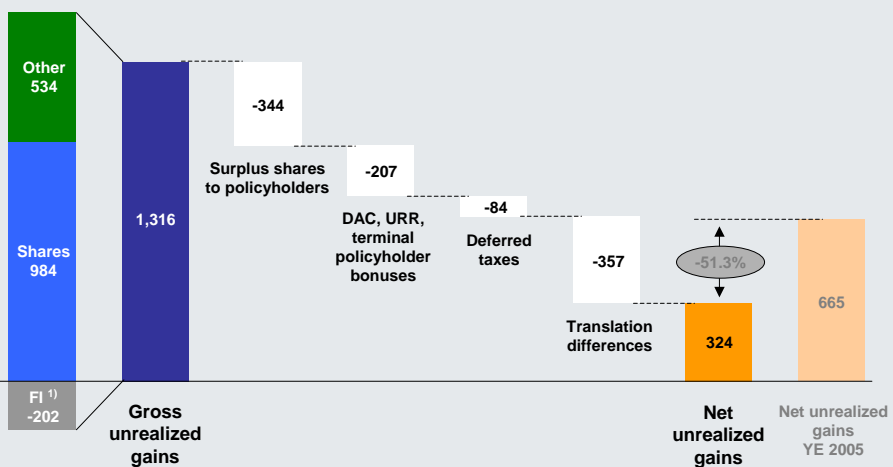 Other
534
Shares
984
FI 1)
-202
1,316
Gross
unrealized
gains
-344
Surplus shares
to policyholders
-207
DAC, URR,
terminal
policyholder
bonuses
-84
Deferred
taxes
-357
Translation
differences
-51.3%
324
Net
unrealized
gains
665
Net unrealized
gains
YE 2005